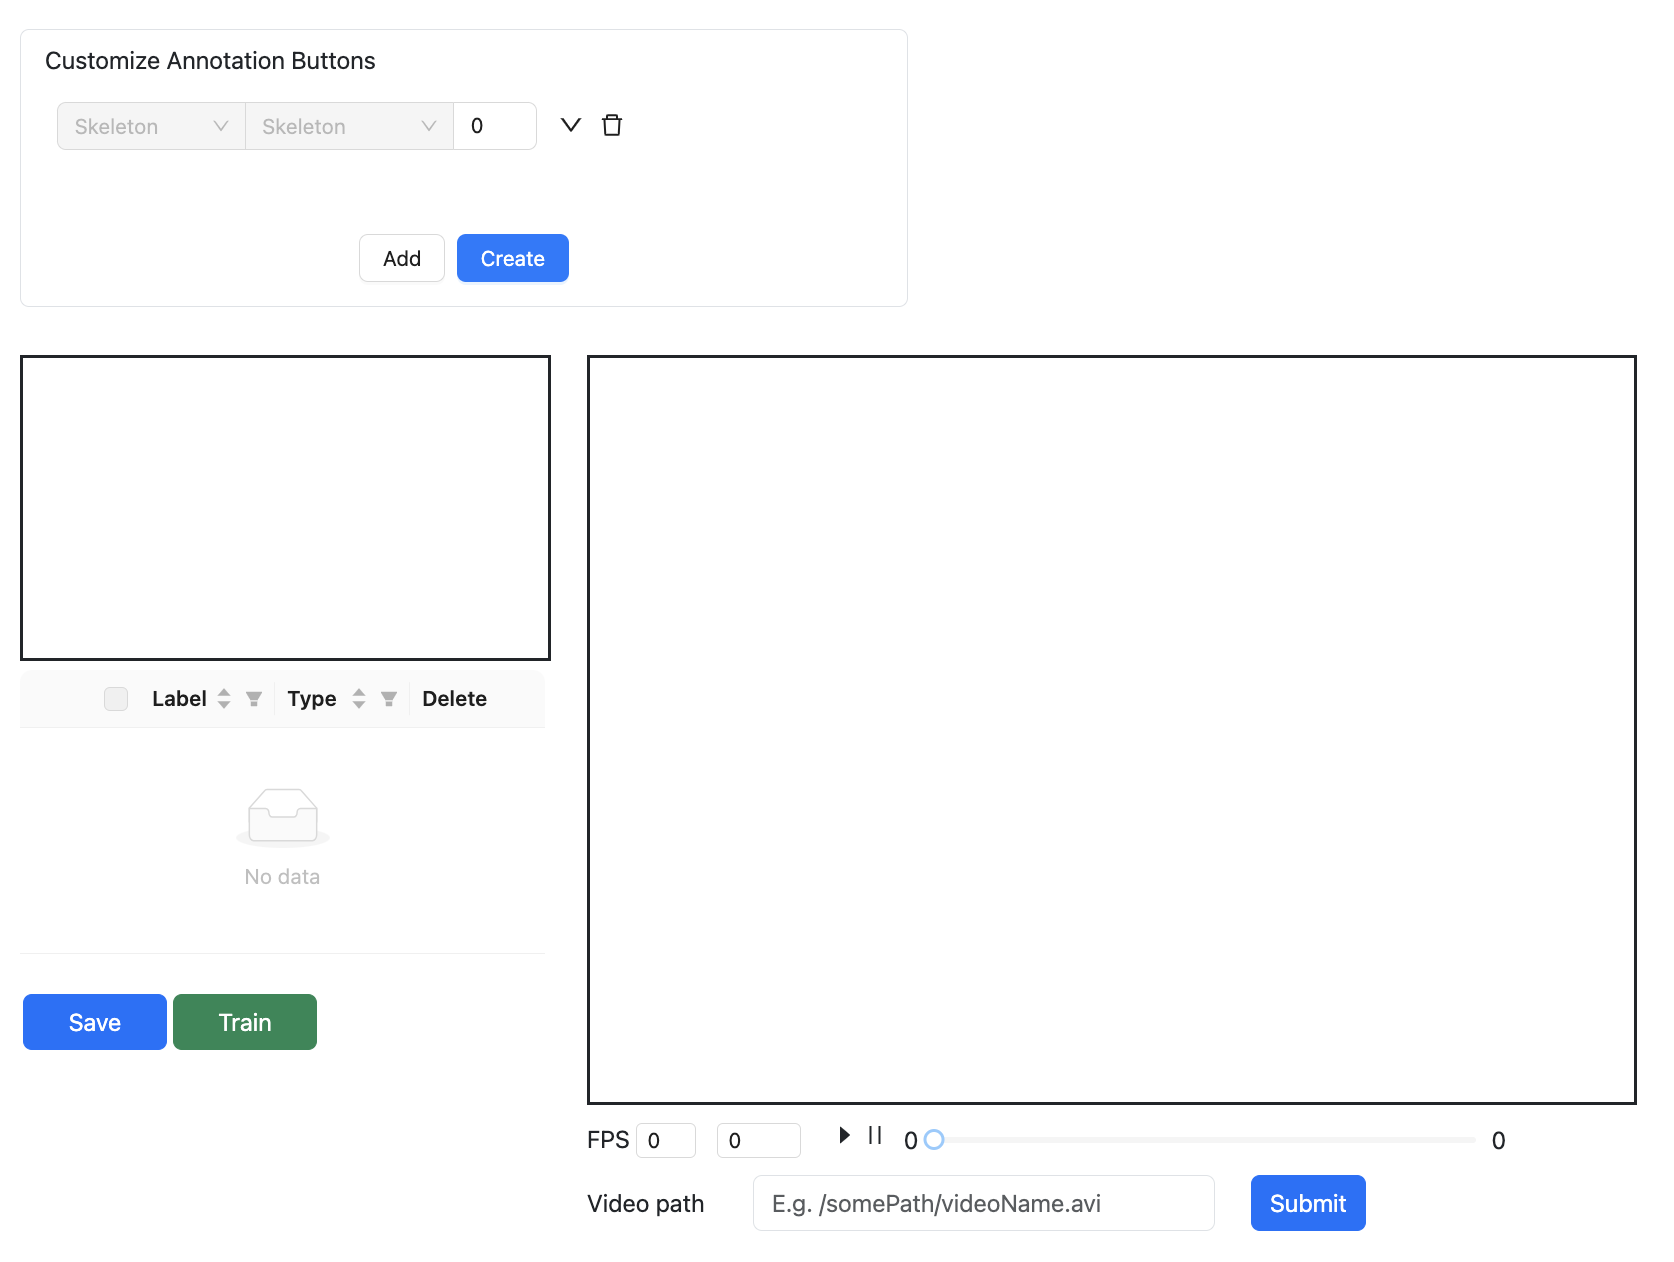 Customize Annotation Buttons
Skeleton Skeleton 0
Add Create
Label Type Delete
No data
Save Train
FPS 0 0 0 0
Video path E.g. /somePath/videoName.avi Submit